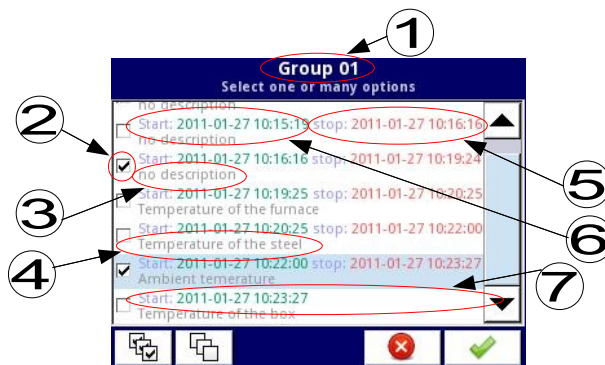 1
Group 01
Select one or many options
no description
2
Start: 2011-01-27 10:15:19 stop: 2011-01-27 10:16:16
no description
Start: 2011-01-27 10:16:16 stop: 2011-01-27 10:19:24
no description
5
3
Start: 2011-01-27 10:19:25 stop: 2011-01-27 10:20:25
Temperature of the furnace
6
Start: 2011-01-27 10:20:25 stop: 2011-01-27 10:22:00
Temperature of the steel
4
Start: 2011-01-27 10:22:00 stop: 2011-01-27 10:23:27
Ambient temerature
7
Start: 2011-01-27 10:23:27
Temperature of the box